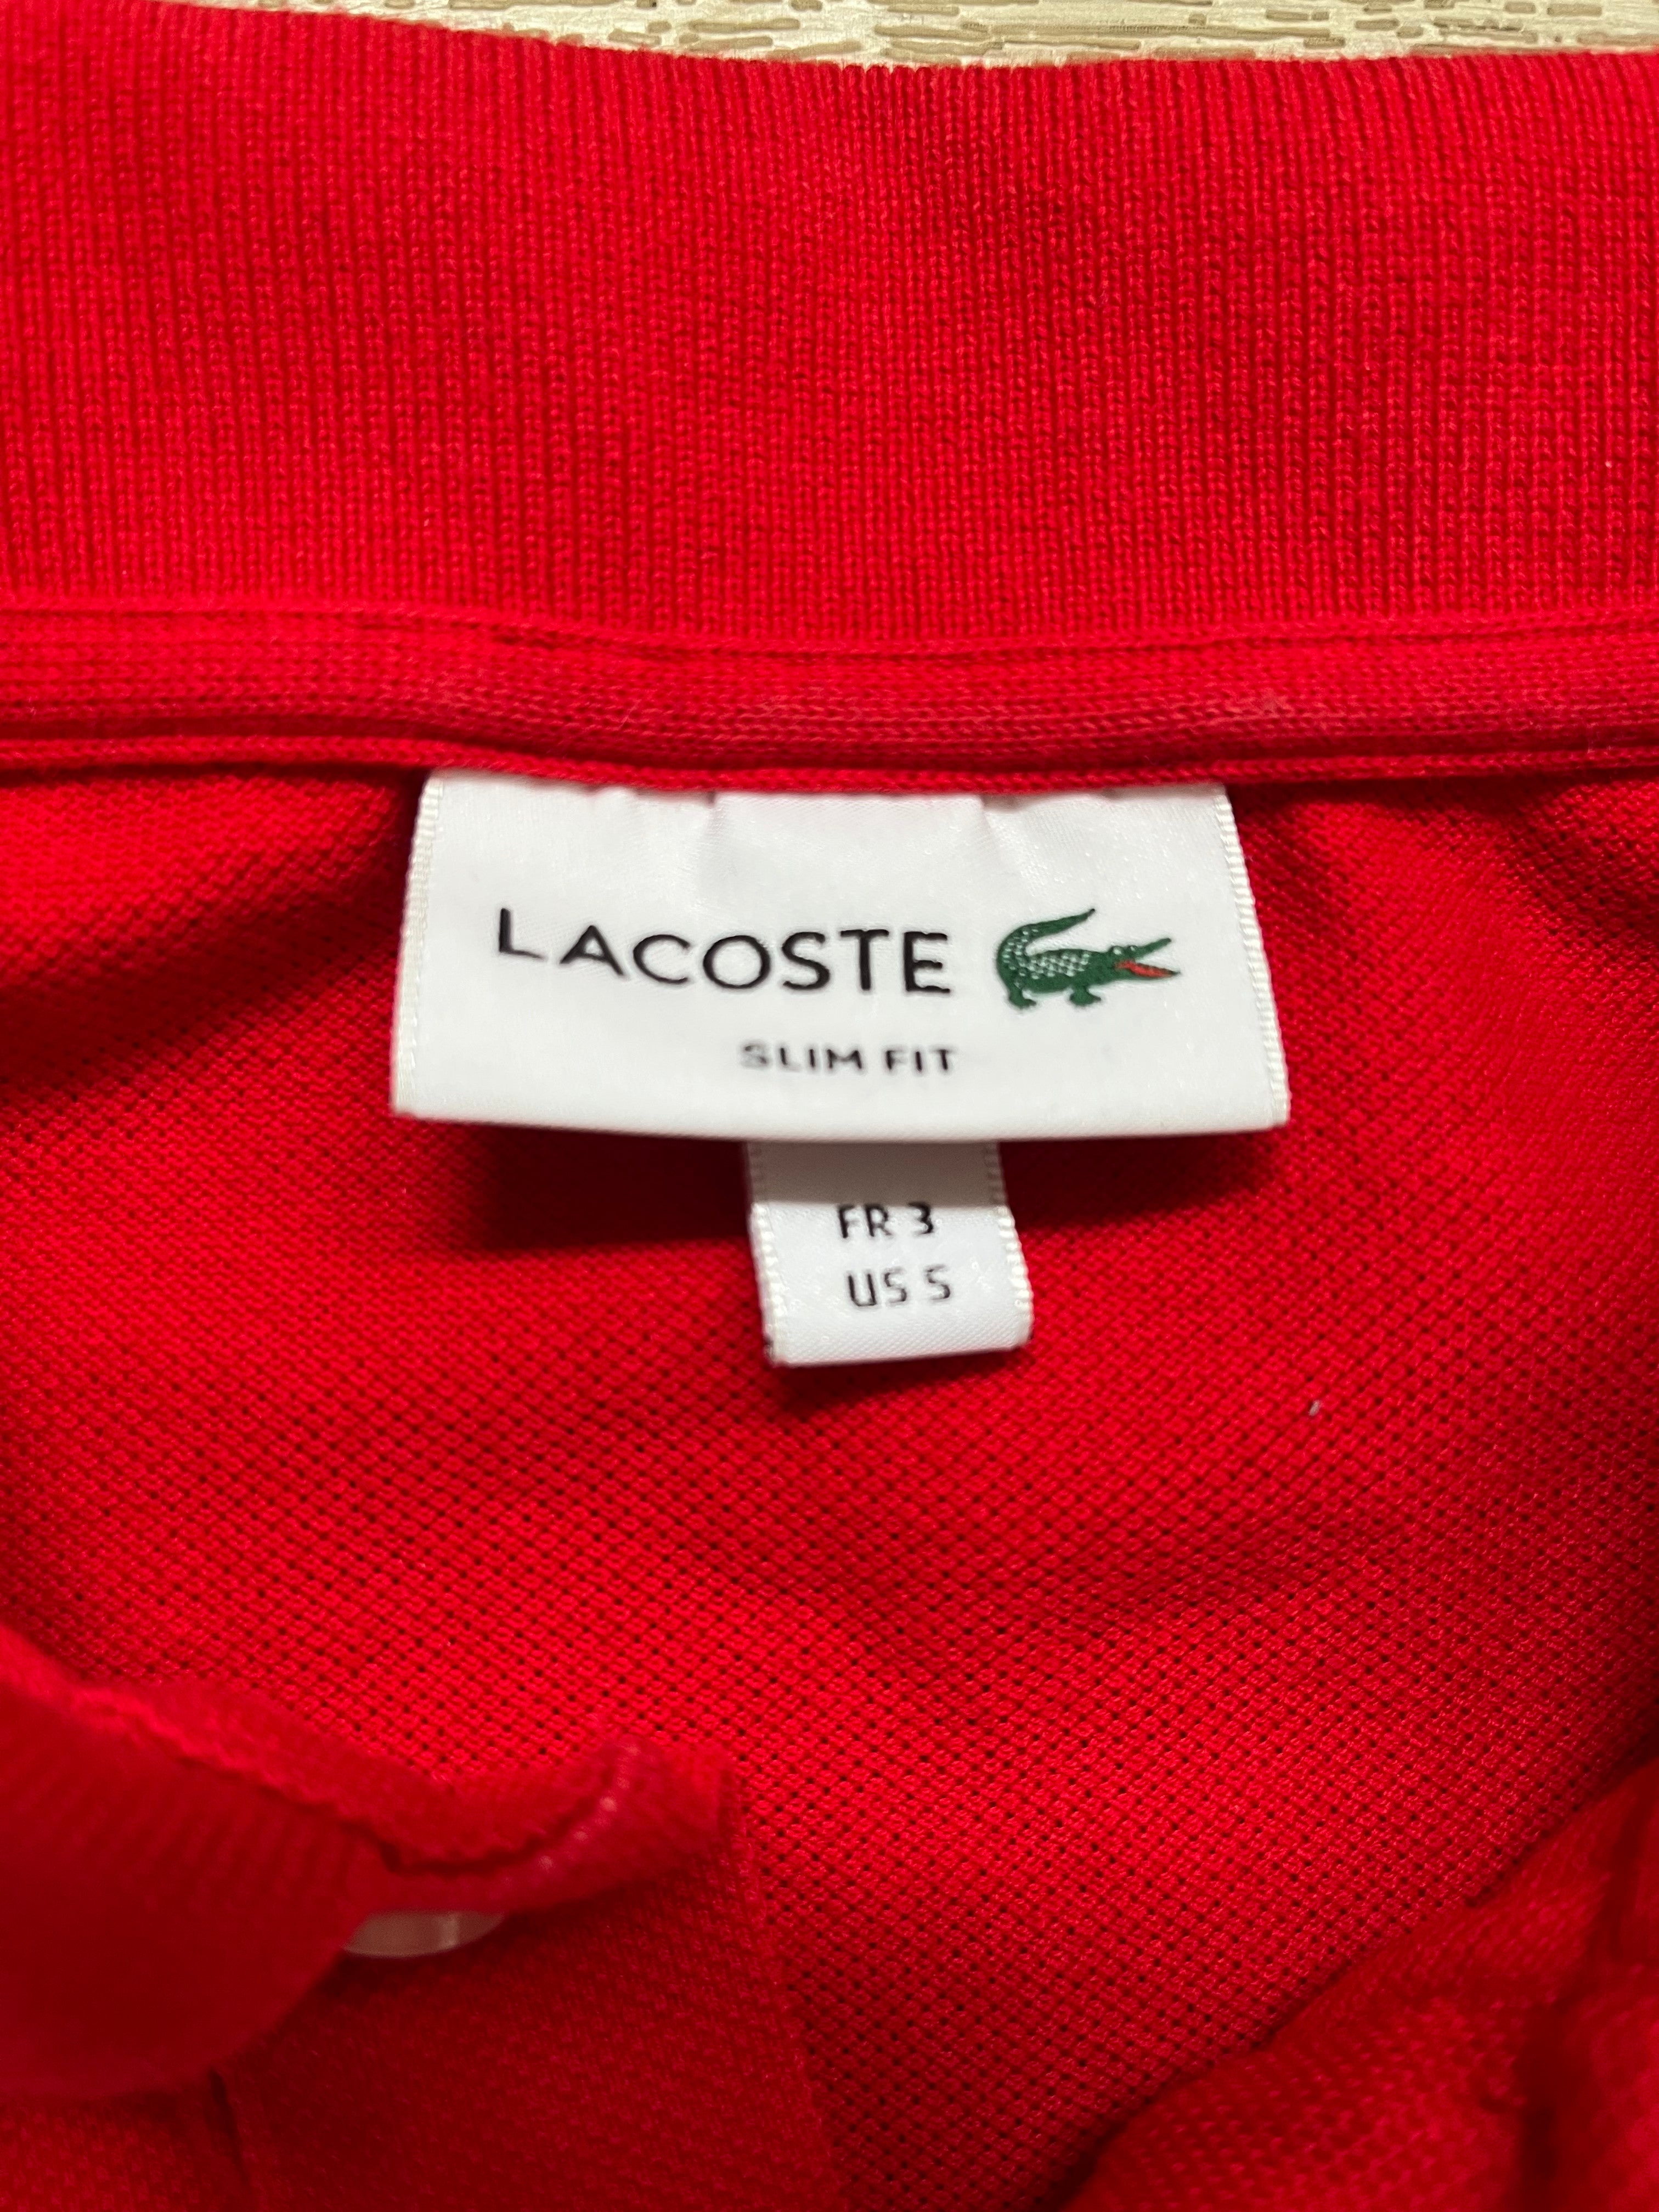 LACOSTE
SLIM FIT
FR 3
US S